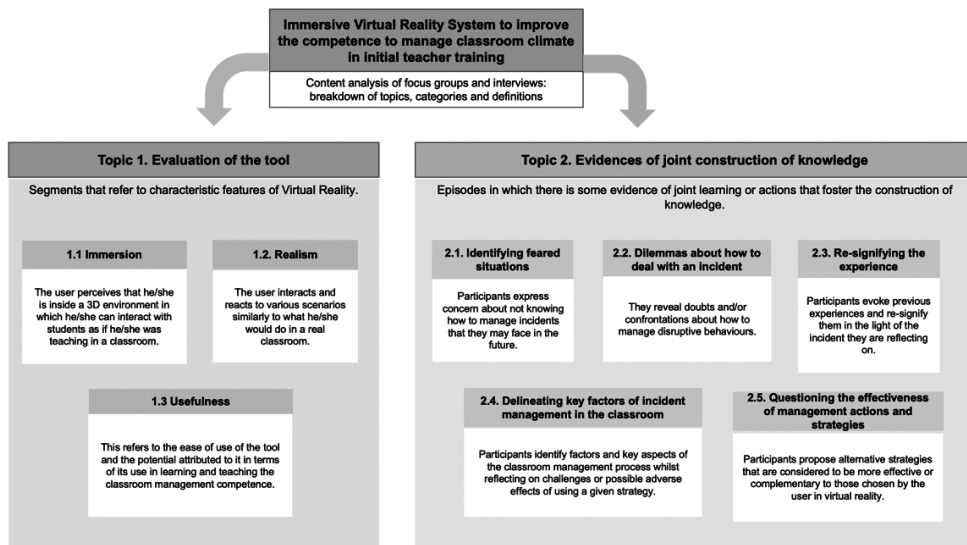 Immersive Virtual Reality System to improve
the competence to manage classroom climate
in initial teacher training
Content analysis of focus groups and interviews:
breakdown of topics, categories and definitions
Topic 1. Evaluation of the tool
Segments that refer to characteristic features of Virtual Reality.
1.1 Immersion
The user perceives that he/she
is inside a 3D environment in
which he/she can interact with
students as if he/she was
teaching in a classroom.
1.2. Realism
The user interacts and
reacts to various scenarios
similarly to what he/she
would do in a real
classroom.
1.3 Usefulness
This refers to the ease of use of the tool
and the potential attributed to it in terms
of its use in learning and teaching the
classroom management competence.
Topic 2. Evidences of joint construction of knowledge
Episodes in which there is some evidence of joint learning or actions that foster the construction of
knowledge.
2.1. Identifying feared
situations
Participants express
concern about not knowing
how to manage incidents
that they may face in the
future.
2.2. Dilemmas about how to
deal with an incident
They reveal doubts and/or
confrontations about how to
manage disruptive behaviours.
2.3. Re-signifying the
experience
Participants evoke previous
experiences and re-signify
them in the light of the
incident they are reflecting
on.
2.4. Delineating key factors of incident
management in the classroom
Participants identify factors and key aspects
of the classroom management process whilst
reflecting on challenges or possible adverse
effects of using a given strategy.
2.5. Questioning the effectiveness
of management actions and
strategies
Participants propose alternative strategies
that are considered to be more effective or
complementary to those chosen by the
user in virtual reality.